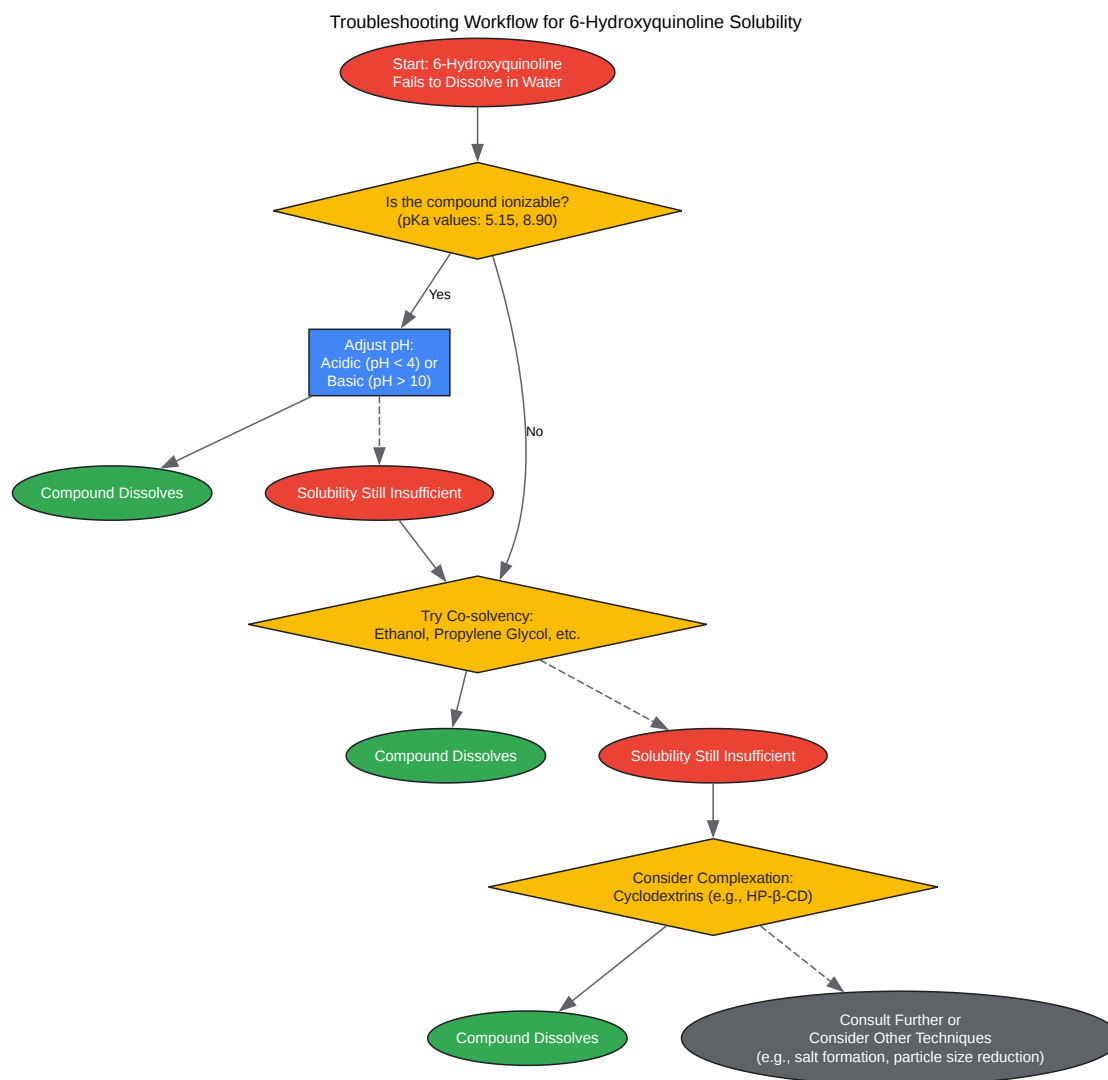 Troubleshooting Workflow for 6-Hydroxyquinoline Solubility
Start: 6-Hydroxyquinoline
Fails to Dissolve in Water
Is the compound ionizable?
(pKa values: 5.15, 8.90)
Yes
Adjust pH:
Acidic (pH < 4) or
Basic (pH > 10)
No
Compound Dissolves
Solubility Still Insufficient
Try Co-solvency:
Ethanol, Propylene Glycol, etc.
Compound Dissolves
Solubility Still Insufficient
Consider Complexation:
Cyclodextrins (e.g., HP-β-CD)
Compound Dissolves
Consult Further or
Consider Other Techniques
(e.g., salt formation, particle size reduction)